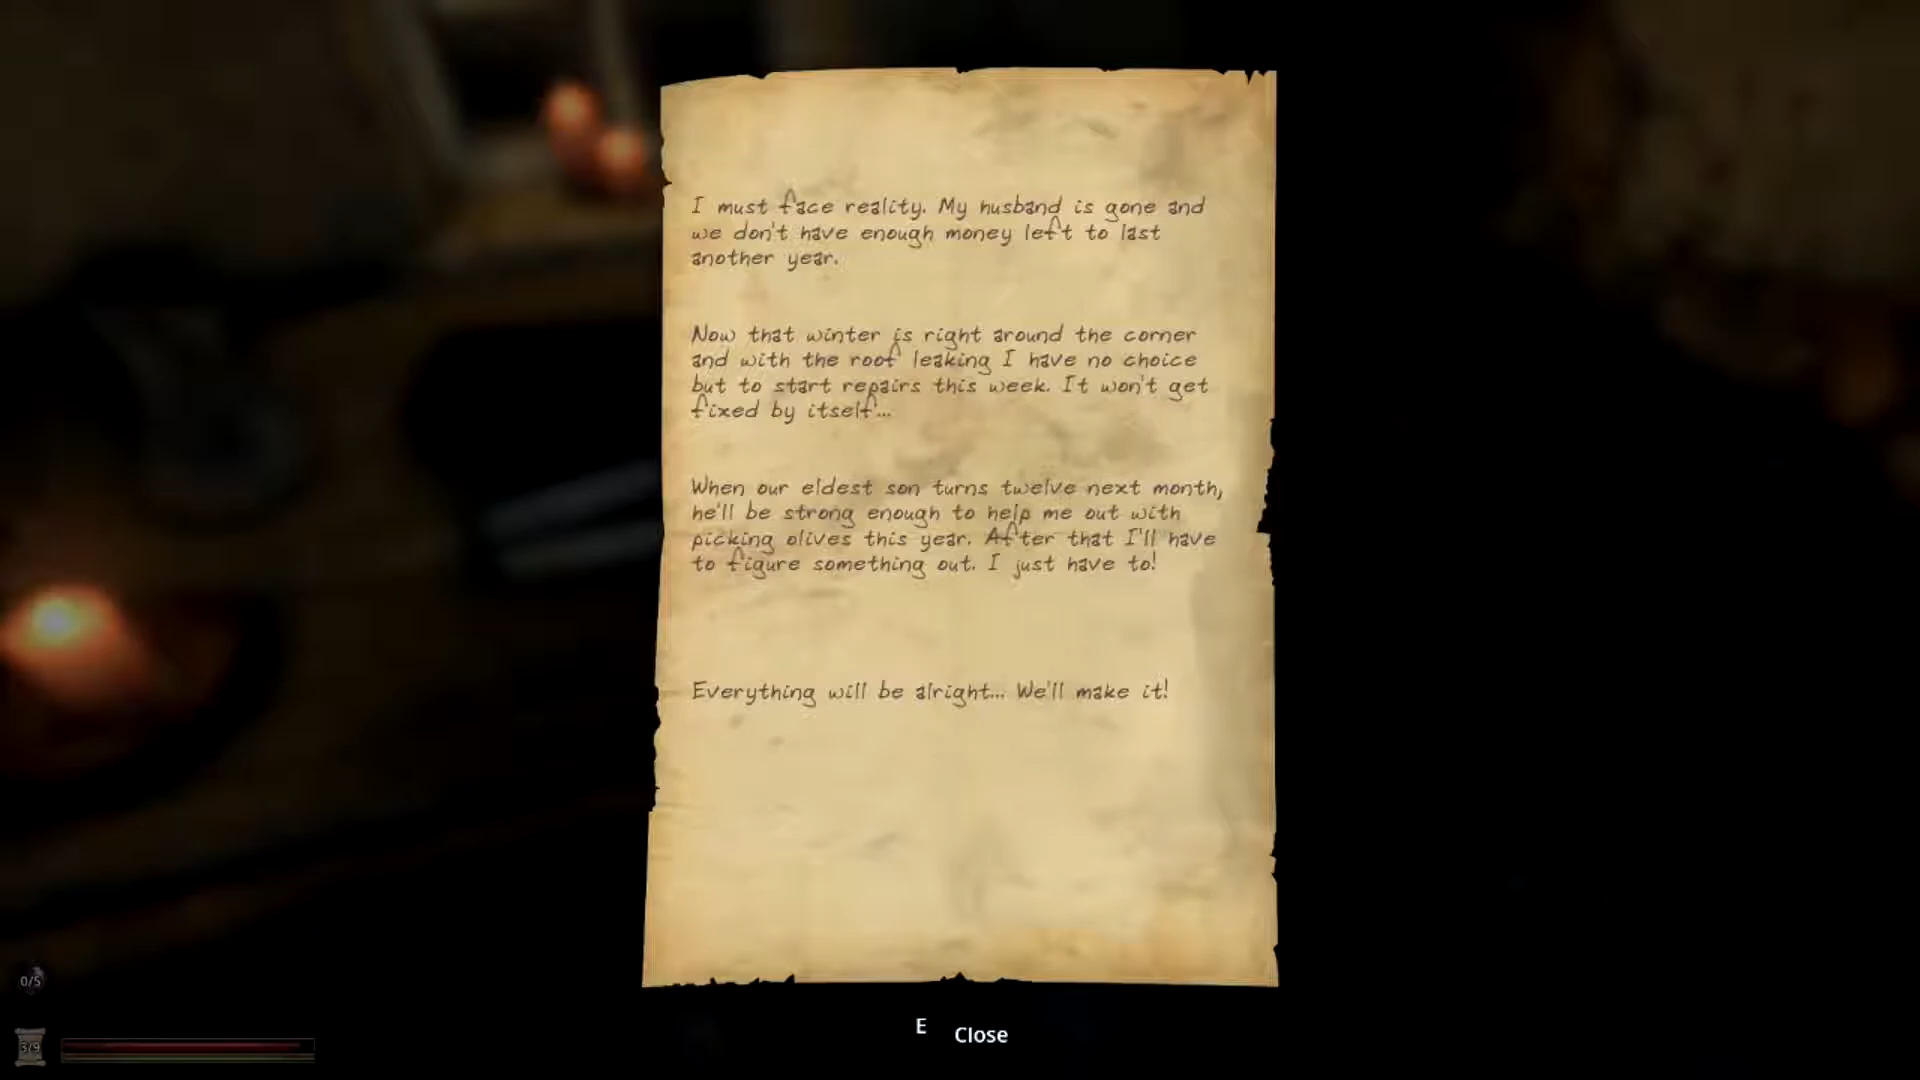 I must face reality. My husband is gone and
we don't have enough money left to last
another year.
Now that winter is right around the corner
and with the roof leaking I have no choice
but to start repairs this week. It won't get
fixed by itself...
When our eldest son turns twelve next month,
he'll be strong enough to help me out with
picking olives this year. After that I'll have
to figure something out. I just have to!
Everything will be alright... We'll make it!
0/5
3/9
E Close